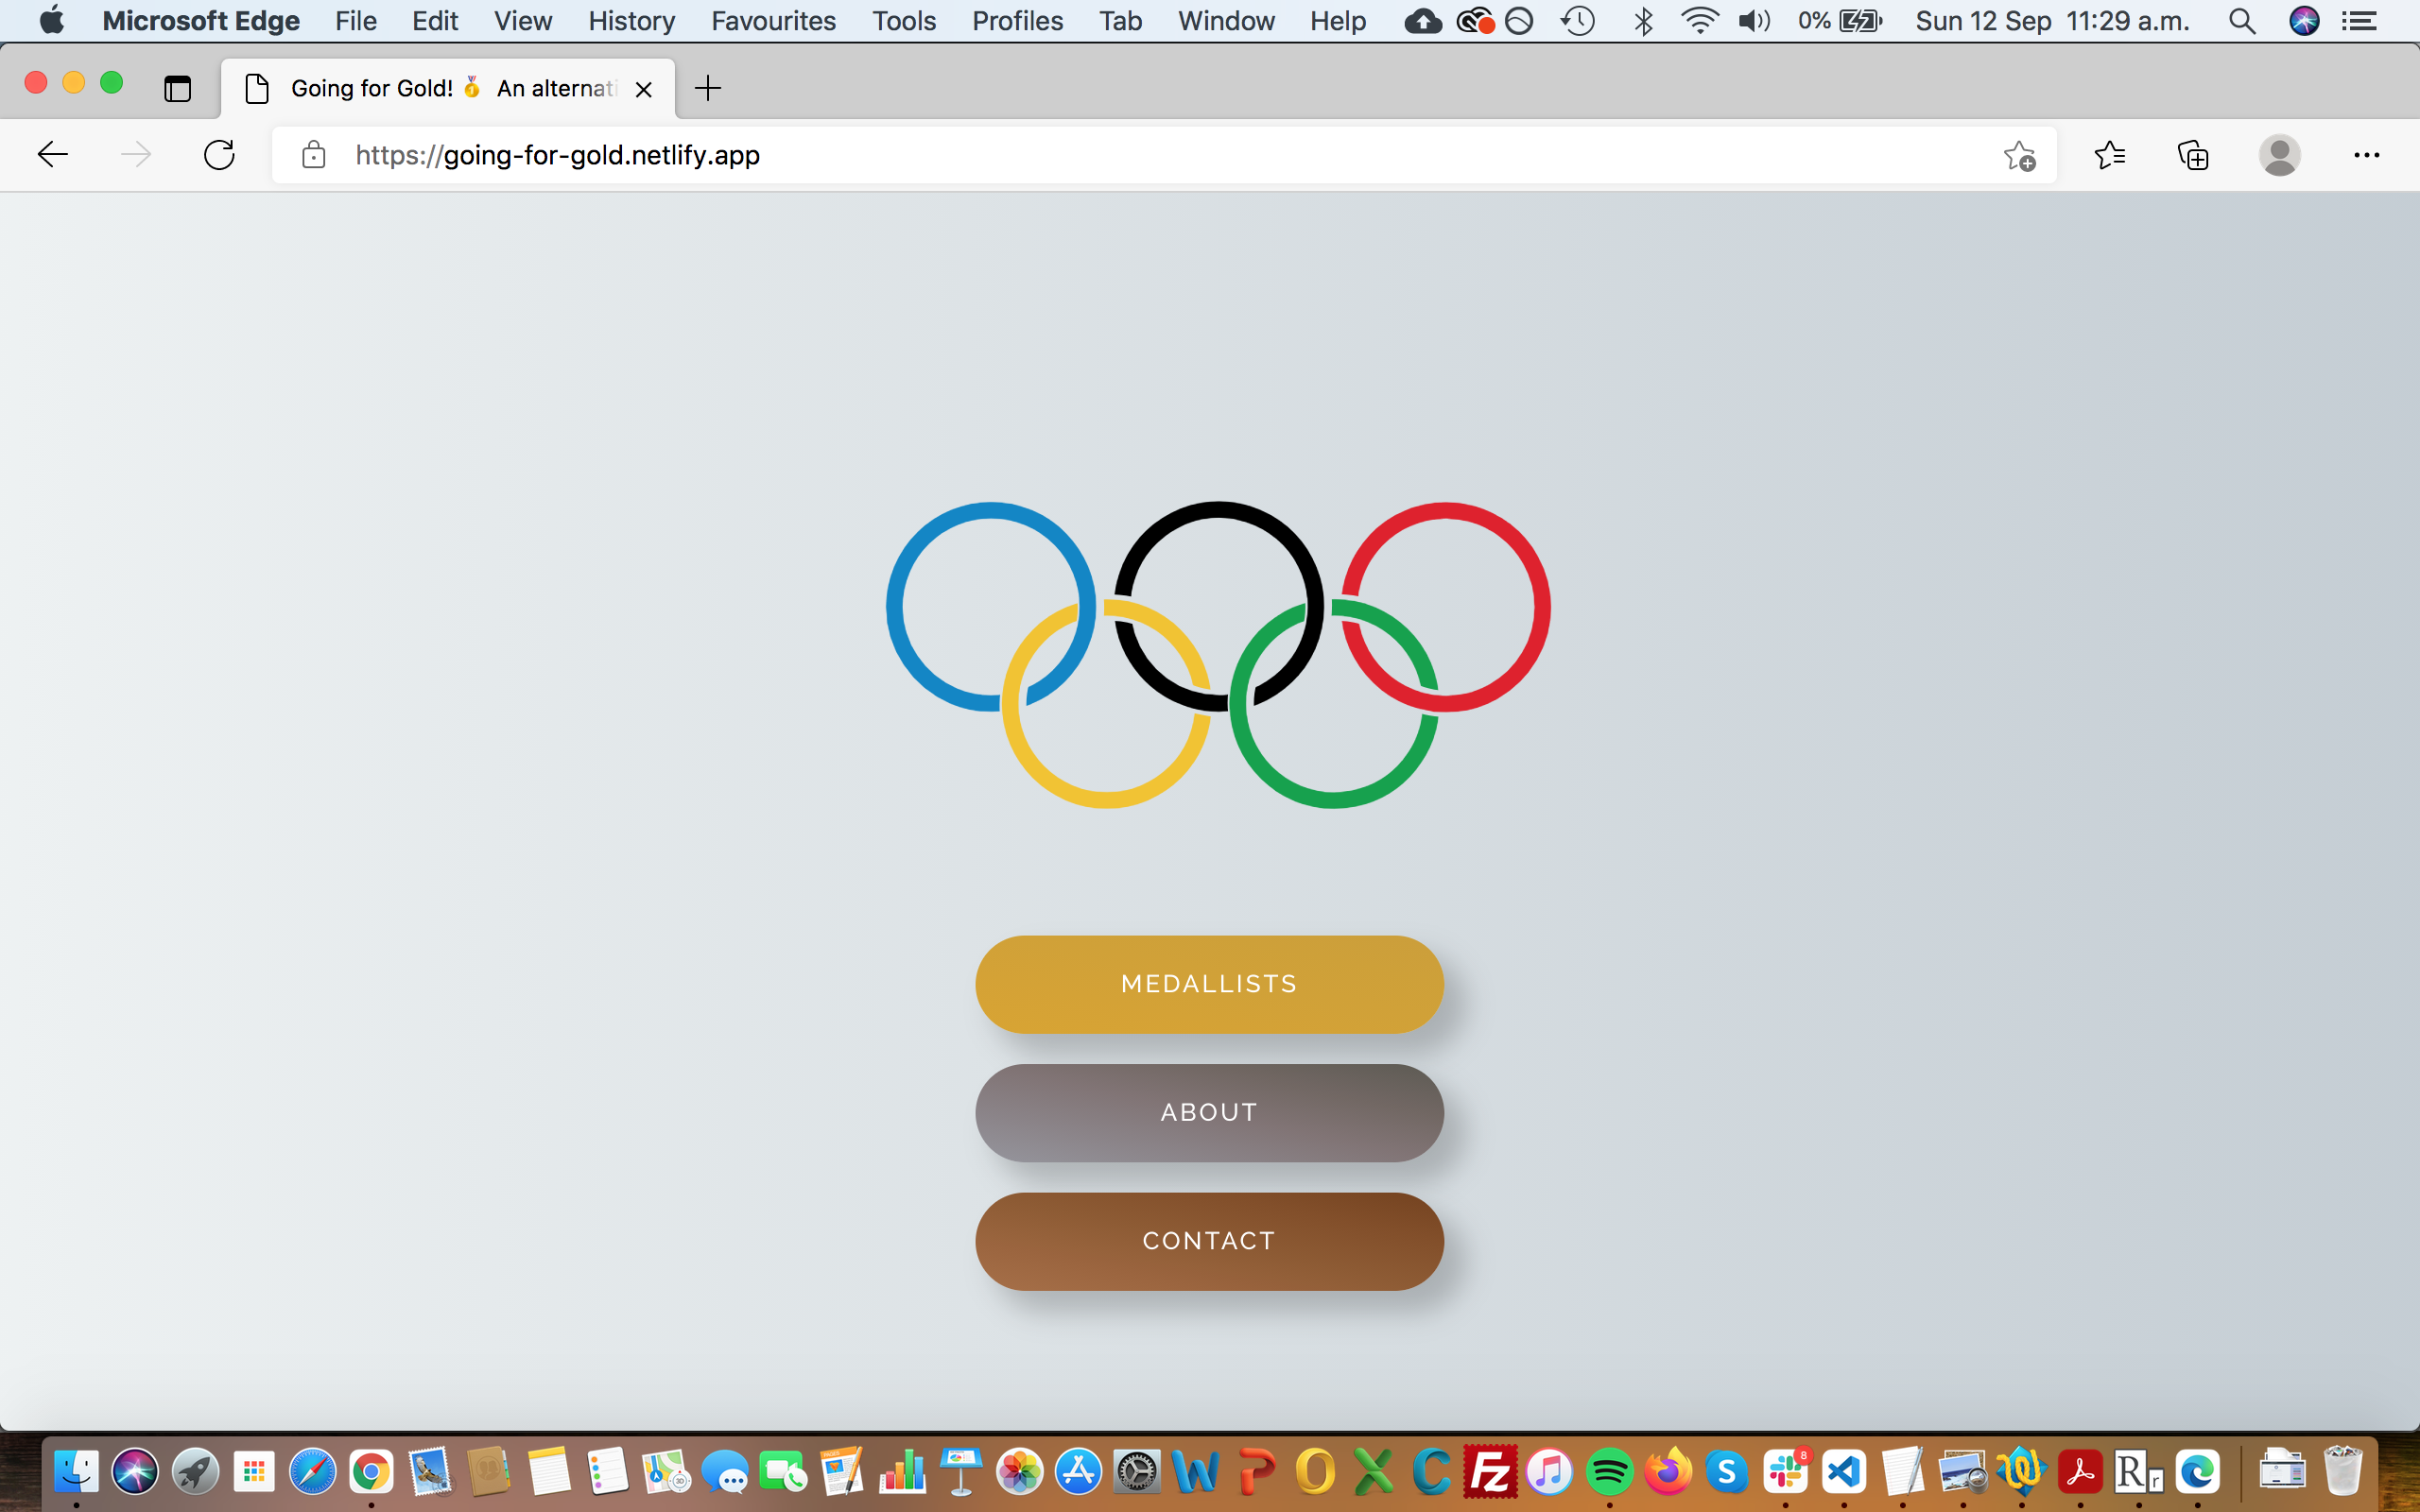 Microsoft Edge File Edit View History Favourites Tools Profiles Tab Window Help 0% Sun 12 Sep 11:29 a.m.
Going for Gold! 🏅 An alternati
https://going-for-gold.netlify.app
MEDALLISTS
ABOUT
CONTACT